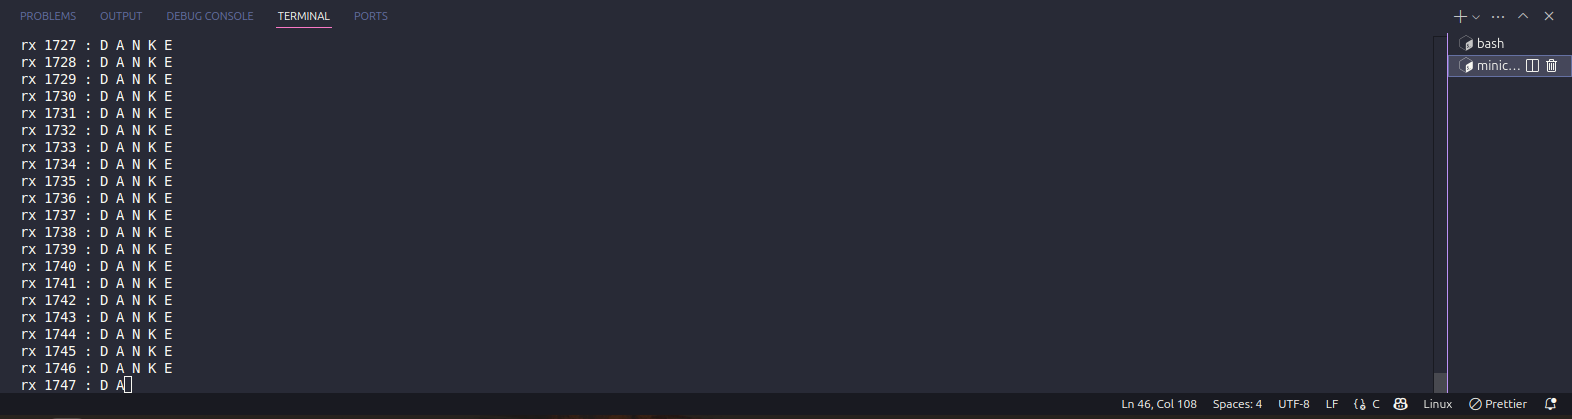 PROBLEMS OUTPUT DEBUG CONSOLE TERMINAL PORTS
rx 1727 : D A N K E
rx 1728 : D A N K E
rx 1729 : D A N K E
rx 1730 : D A N K E
rx 1731 : D A N K E
rx 1732 : D A N K E
rx 1733 : D A N K E
rx 1734 : D A N K E
rx 1735 : D A N K E
rx 1736 : D A N K E
rx 1737 : D A N K E
rx 1738 : D A N K E
rx 1739 : D A N K E
rx 1740 : D A N K E
rx 1741 : D A N K E
rx 1742 : D A N K E
rx 1743 : D A N K E
rx 1744 : D A N K E
rx 1745 : D A N K E
rx 1746 : D A N K E
rx 1747 : D A
bash
minic...
Ln 46, Col 108 Spaces: 4 UTF-8 LF {} C Linux Prettier